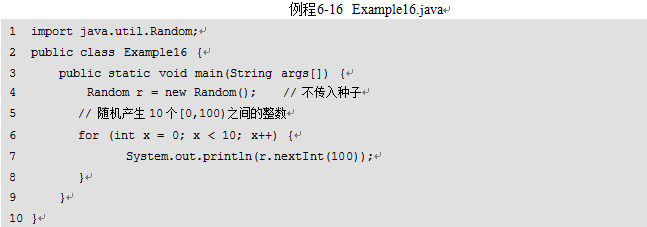 例程6-16 Example16.java
1 import java.util.Random;
2 public class Example16 {
3 public static void main(String args[]) {
4 Random r = new Random(); // 不传入种子
5 // 随机产生10个[0,100)之间的整数
6 for (int x = 0; x < 10; x++) {
7 System.out.println(r.nextInt(100));
8 }
9 }
10 }